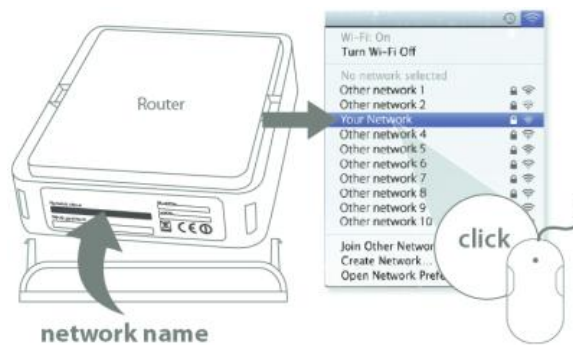 Router
network name
Wi-Fi: On
Turn Wi-Fi Off
No network selected
Other network 1
Other network 2
Your Network
Other network 4
Other network 5
Other network 6
Other network 7
Other network 8
Other network 9
Other network 10
Join Other Networ
Create Network...
Open Network Prefe
click